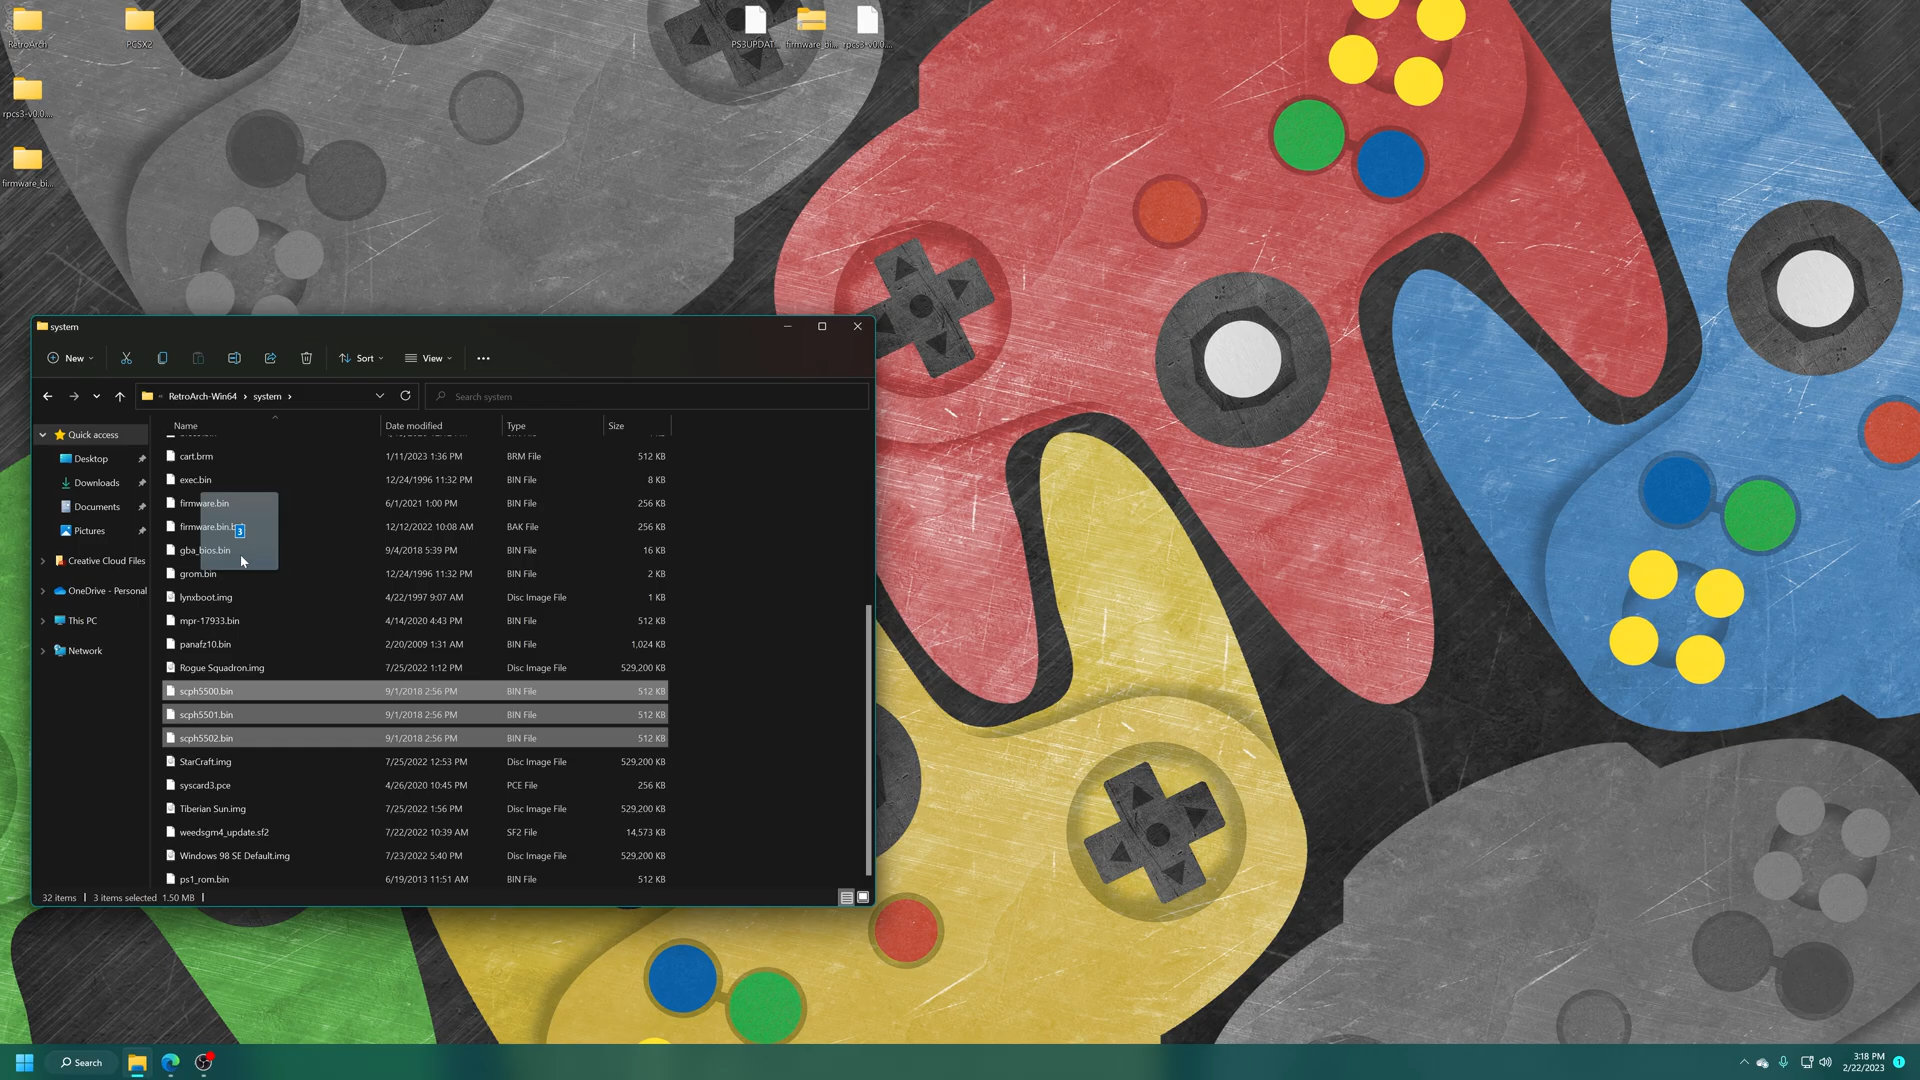 RetroArch
PCSX2
PS3UPDAT...
firmware_bi...
rpcs3-v0.0....
rpcs3-v0.0....
firmware_bi...
system
New
Sort
View
RetroArch-Win64 › system ›
Search system
Name Date modified Type Size
Quick access
Desktop
Downloads
Documents
Pictures
Creative Cloud Files
OneDrive - Personal
This PC
Network
cart.brm 1/11/2023 1:36 PM BRM File 512 KB
exec.bin 12/24/1996 11:32 PM BIN File 8 KB
firmware.bin 6/1/2021 1:00 PM BIN File 256 KB
firmware.bin.b 12/12/2022 10:08 AM BAK File 256 KB
3
gba_bios.bin 9/4/2018 5:39 PM BIN File 16 KB
grom.bin 12/24/1996 11:32 PM BIN File 2 KB
lynxboot.img 4/22/1997 9:07 AM Disc Image File 1 KB
mpr-17933.bin 4/14/2020 4:43 PM BIN File 512 KB
panafz10.bin 2/20/2009 1:31 AM BIN File 1,024 KB
Rogue Squadron.img 7/25/2022 1:12 PM Disc Image File 529,200 KB
scph5500.bin 9/1/2018 2:56 PM BIN File 512 KB
scph5501.bin 9/1/2018 2:56 PM BIN File 512 KB
scph5502.bin 9/1/2018 2:56 PM BIN File 512 KB
StarCraft.img 7/25/2022 12:53 PM Disc Image File 529,200 KB
syscard3.pce 4/26/2020 10:45 PM PCE File 256 KB
Tiberian Sun.img 7/25/2022 1:56 PM Disc Image File 529,200 KB
weedsgm4_update.sf2 7/22/2022 10:39 AM SF2 File 14,573 KB
Windows 98 SE Default.img 7/23/2022 5:40 PM Disc Image File 529,200 KB
ps1_rom.bin 6/19/2013 11:51 AM BIN File 512 KB
32 items 3 items selected 1.50 MB
Search
3:18 PM
2/22/2023
1